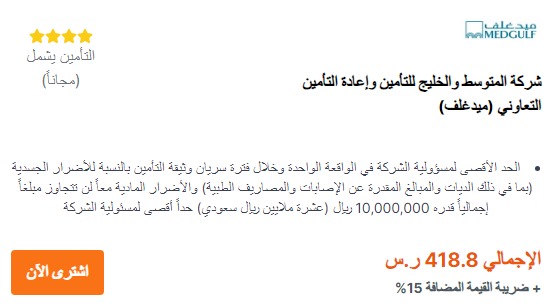 ميدغلف
MEDGULF
التأمين يشمل
(مجاناً)
شركة المتوسط والخليج للتأمين وإعادة التأمين
التعاوني (ميدغلف)
• الحد الأقصى لمسؤولية الشركة في الواقعة الواحدة وخلال فترة سريان وثيقة التأمين بالنسبة للأضرار الجسدية
(بما في ذلك الديات والمبالغ المقدرة عن الإصابات والمصاريف الطبية) والأضرار المادية معاً لن تتجاوز مبلغاً
إجمالياً قدره 10,000,000 ريال (عشرة ملايين ريال سعودي) حداً أقصى لمسئولية الشركة
الإجمالي 418.8 ر.س
+ ضريبة القيمة المضافة 15%
اشترى الآن